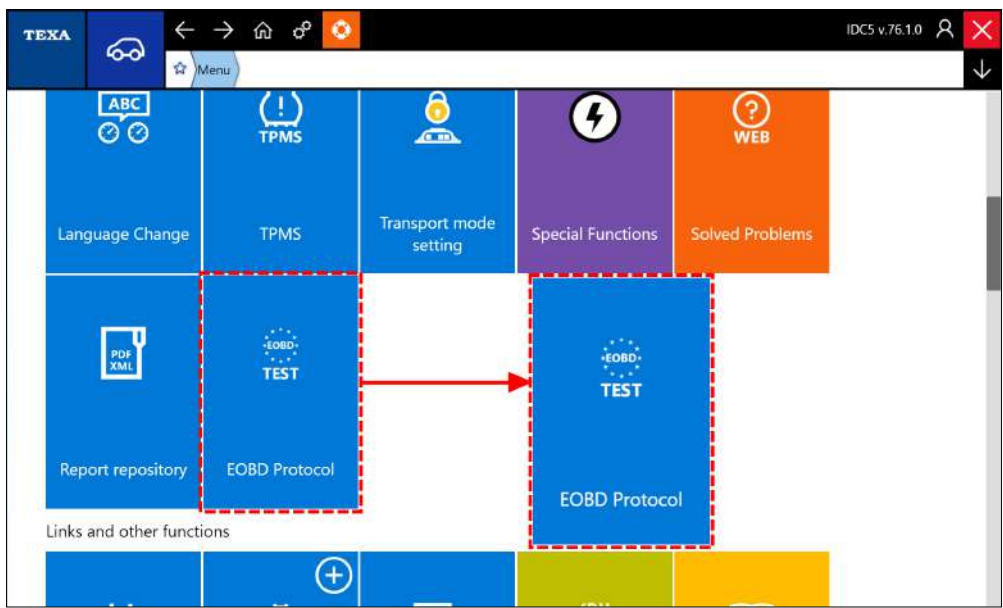 TEXA
IDC5 v.76.1.0
Menu
ABC
TPMS
WEB
Language Change
TPMS
Transport mode
setting
Special Functions
Solved Problems
PDF
XML
EOBD
TEST
EOBD
TEST
Report repository
EOBD Protocol
EOBD Protocol
Links and other functions